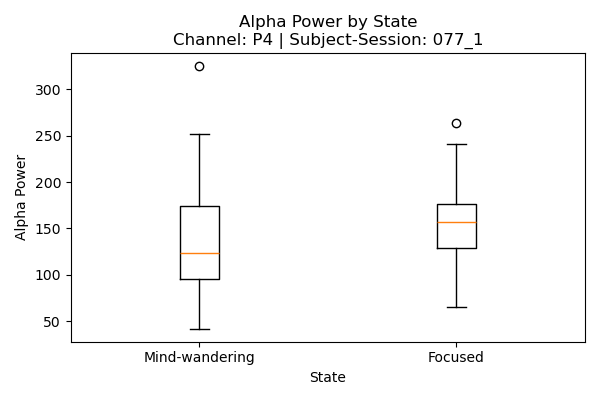 Alpha Power by State
Channel: P4 | Subject-Session: 077_1
Alpha Power
300
250
200
150
100
50
Mind-wandering
Focused
State